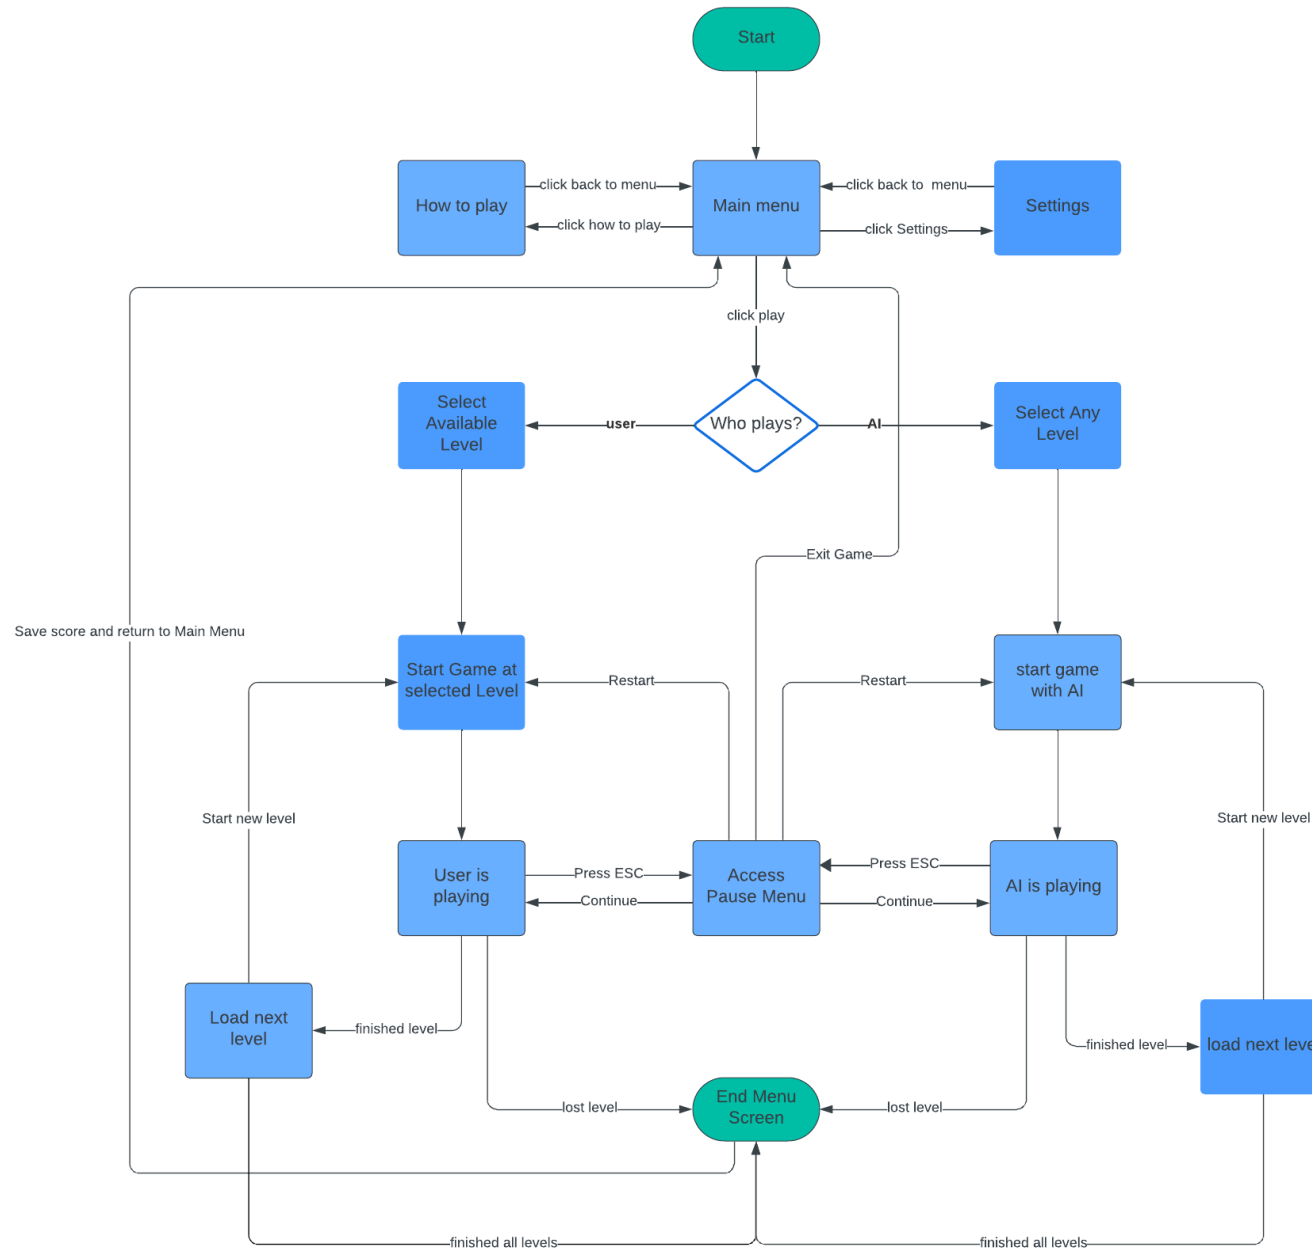 Start
How to play
click back to menu
click how to play
Main menu
click back to  menu
click Settings
Settings
click play
Select
Available
Level
user
Who plays?
AI
Select Any
Level
Exit Game
Save score and return to Main Menu
Start Game at
selected Level
Restart
Restart
start game
with AI
Start new level
Start new level
User is
playing
Press ESC
Continue
Access
Pause Menu
Press ESC
Continue
AI is playing
Load next
level
finished level
finished level
load next leve
lost level
End Menu
Screen
lost level
finished all levels
finished all levels